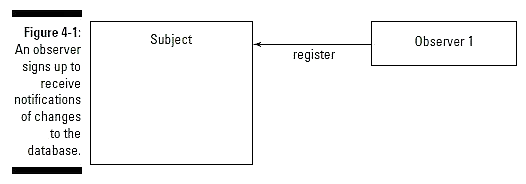 Figure 4-1:
An observer
signs up to
receive
notifications
of changes
to the
database.
Subject
register
Observer 1